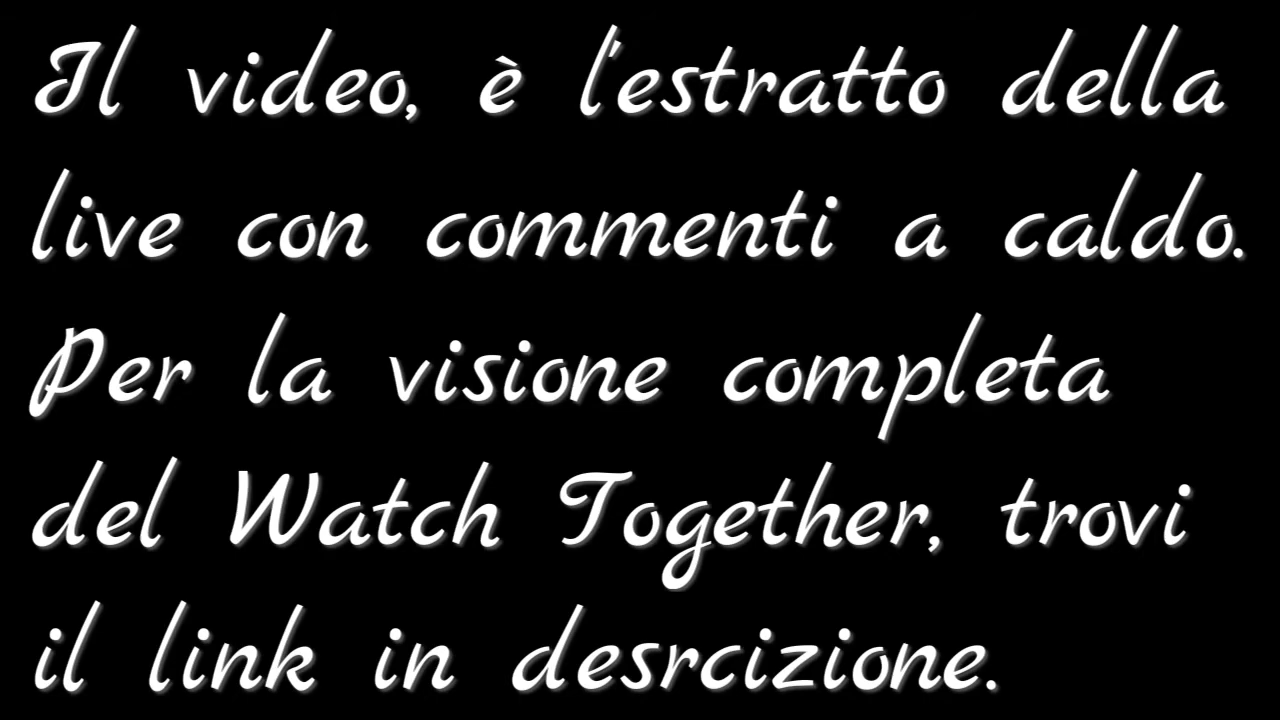 Il video, è l'estratto della
live con commenti a caldo.
Per la visione completa
del Watch Together, trovi
il link in desrcizione.